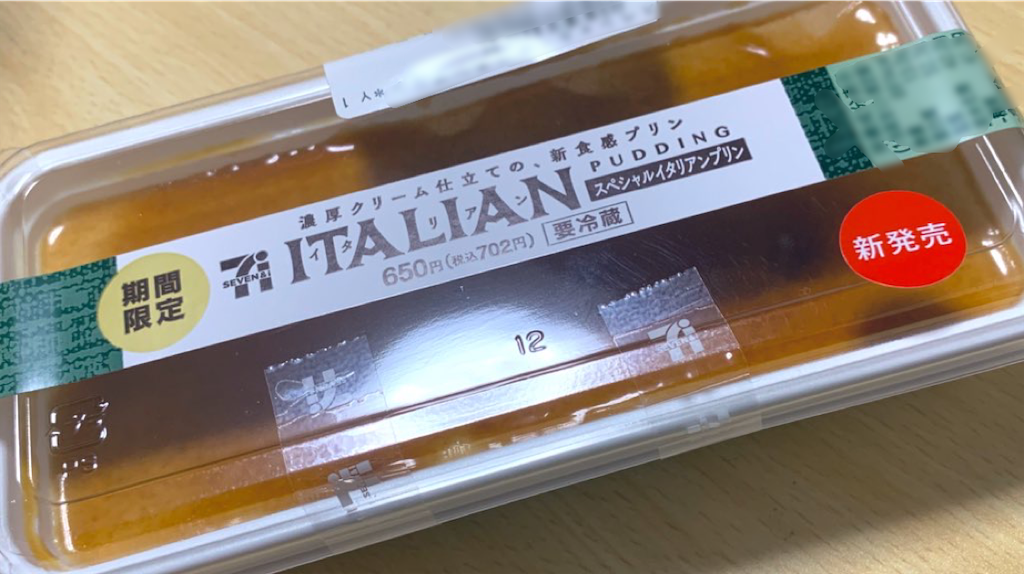 1 人*
濃厚クリーム仕立ての、新食感プリン
ITALIAN
イタリアン
PUDDING
スペシャルイタリアンプリン
650円(税込702円)
要冷蔵
期間
限定
SEVEN&i
新発売
12